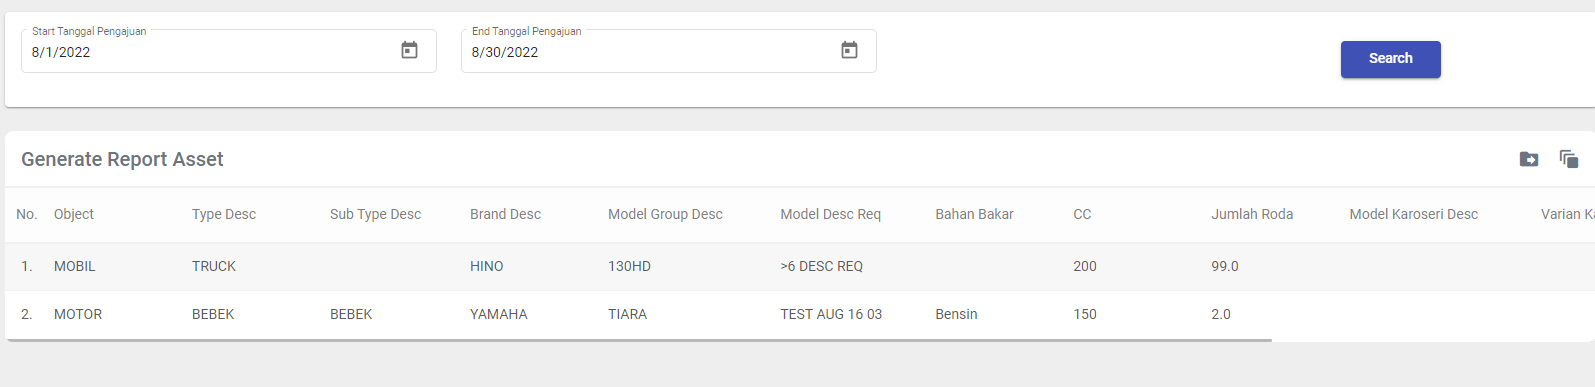 Start Tanggal Pengajuan End Tanggal Pengajuan
8/1/2022 8/30/2022
Search
Generate Report Asset
No. Object Type Desc Sub Type Desc Brand Desc Model Group Desc Model Desc Req Bahan Bakar CC Jumlah Roda Model Karoseri Desc Varian Ka
1. MOBIL TRUCK HINO 130HD >6 DESC REQ 200 99.0
2. MOTOR BEBEK BEBEK YAMAHA TIARA TEST AUG 16 03 Bensin 150 2.0